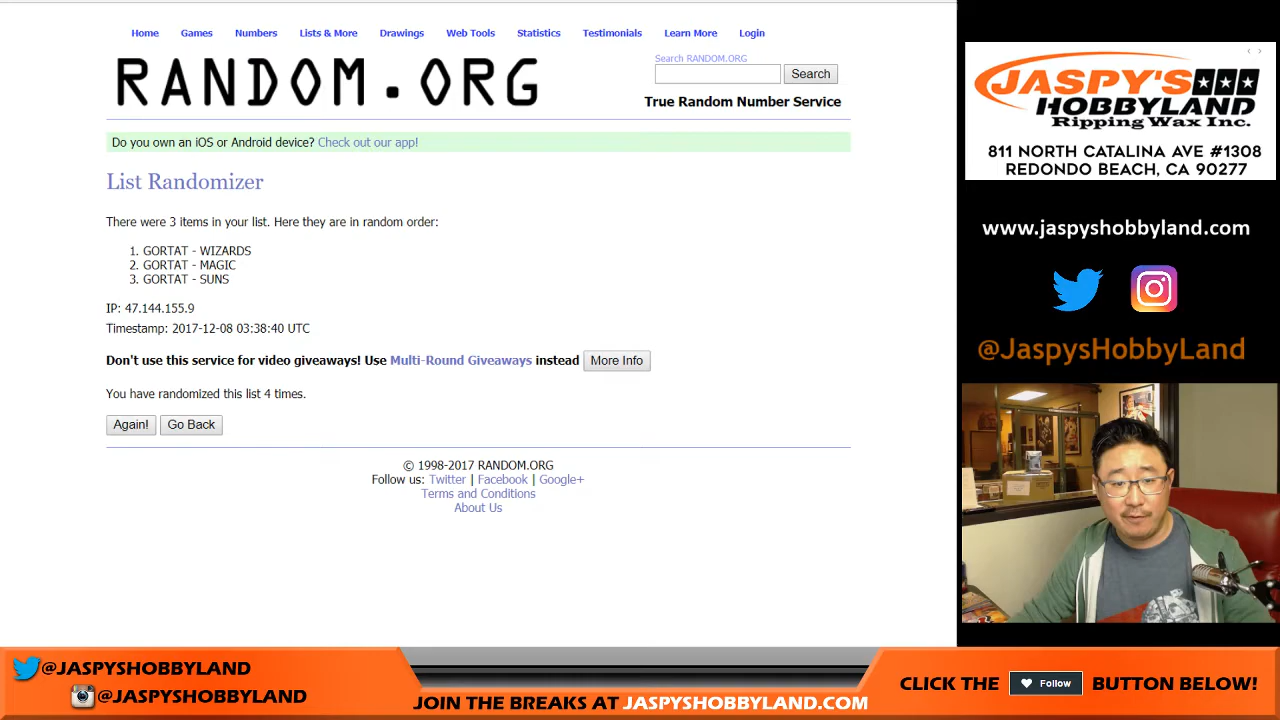 Home Games Numbers Lists & More Drawings Web Tools Statistics Testimonials Learn More Login
RANDOM.ORG
Search RANDOM.ORG
Search
True Random Number Service
Do you own an iOS or Android device? Check out our app!
List Randomizer
There were 3 items in your list. Here they are in random order:
1. GORTAT - WIZARDS
2. GORTAT - MAGIC
3. GORTAT - SUNS
IP: 47.144.155.9
Timestamp: 2017-12-08 03:38:40 UTC
Don't use this service for video giveaways! Use Multi-Round Giveaways instead More Info
You have randomized this list 4 times.
Again! Go Back
© 1998-2017 RANDOM.ORG
Follow us: Twitter | Facebook | Google+
Terms and Conditions
About Us
JASPY'S
HOBBYLAND
Ripping Wax Inc.
811 NORTH CATALINA AVE #1308
REDONDO BEACH, CA 90277
www.jaspyshobbyland.com
@JaspysHobbyLand
@JASPYSHOBBYLAND
@JASPYSHOBBYLAND
JOIN THE BREAKS AT JASPYSHOBBYLAND.COM
CLICK THE Follow BUTTON BELOW!